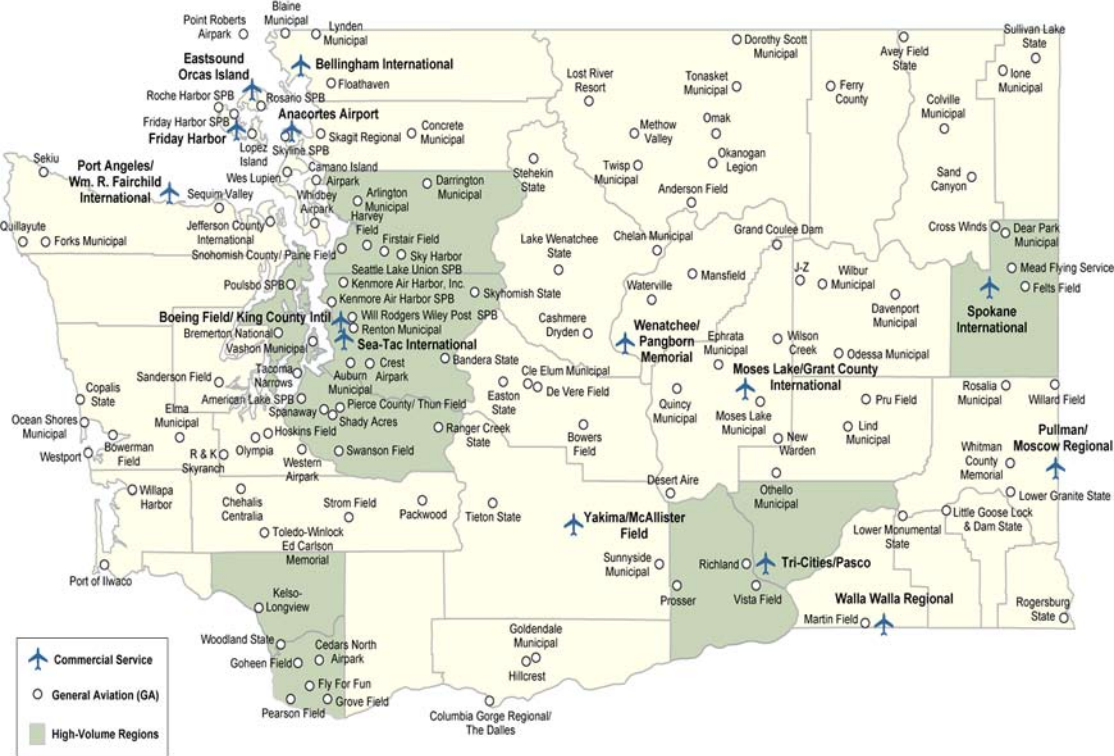 Point Roberts
Airpark
Blaine
Municipal
Lynden
Municipal
Eastsound
Orcas Island
Bellingham International
Floathaven
Roche Harbor SPB
Rosario SPB
Friday Harbor SPB
Friday Harbor
Anacortes Airport
Skagit Regional
Concrete
Municipal
Lopez
Island
Skyline SPB
Sekiu
Port Angeles/
Wm. R. Fairchild
International
Wes Lupien
Camano Island
Airpark
Sequim Valley
Whidbey
Airpark
Arlington
Municipal
Darrington
Municipal
Quillayute
Forks Municipal
Jefferson County
International
Harvey
Field
Firstair Field
Snohomish County/ Paine Field
Sky Harbor
Seattle Lake Union SPB
Poulsbo SPB
Kenmore Air Harbor, Inc.
Kenmore Air Harbor SPB
Skyhomish State
Boeing Field/ King County Intil
Will Rodgers Wiley Post SPB
Bremerton National
Renton Municipal
Vashon Municipal
Sea-Tac International
Tacoma
Narrows
Auburn
Municipal
Crest
Airpark
Bandera State
Sanderson Field
American Lake SPB
Copalis
State
Spanaway
Pierce County/ Thun Field
Shady Acres
Elma
Municipal
Ocean Shores
Municipal
Hoskins Field
Ranger Creek
State
Westport
Bowerman
Field
R & K
Skyranch
Olympia
Western
Airpark
Swanson Field
Willapa
Harbor
Chehalis
Centralia
Strom Field
Packwood
Toledo-Winlock
Ed Carlson
Memorial
Port of Ilwaco
Kelso-
Longview
Woodland State
Cedars North
Airpark
Goheen Field
Fly For Fun
Pearson Field
Grove Field
Dorothy Scott
Municipal
Avey Field
State
Sullivan Lake
State
Ione
Municipal
Lost River
Resort
Tonasket
Municipal
Ferry
County
Colville
Municipal
Methow
Valley
Omak
Stehekin
State
Twisp
Municipal
Okanogan
Legion
Sand
Canyon
Anderson Field
Lake Wenatchee
State
Chelan Municipal
Grand Coulee Dam
Cross Winds
Dear Park
Municipal
Mansfield
J-Z
Wilbur
Municipal
Mead Flying Service
Felts Field
Waterville
Davenport
Municipal
Spokane
International
Cashmere
Dryden
Wenatchee/
Pangborn
Memorial
Ephrata
Municipal
Wilson
Creek
Odessa Municipal
Cle Elum Municipal
Easton
State
De Vere Field
Moses Lake/Grant County
International
Quincy
Municipal
Moses Lake
Municipal
Pru Field
Rosalia
Municipal
Willard Field
Bowers
Field
New
Warden
Lind
Municipal
Whitman
County
Memorial
Pullman/
Moscow Regional
Desert Aire
Othello
Municipal
Lower Granite State
Tieton State
Yakima/McAllister
Field
Lower Monumental
State
Little Goose Lock
& Dam State
Sunnyside
Municipal
Richland
Tri-Cities/Pasco
Prosser
Vista Field
Walla Walla Regional
Martin Field
Rogersburg
State
Goldendale
Municipal
Hillcrest
Columbia Gorge Regional/
The Dalles
Commercial Service
General Aviation (GA)
High-Volume Regions